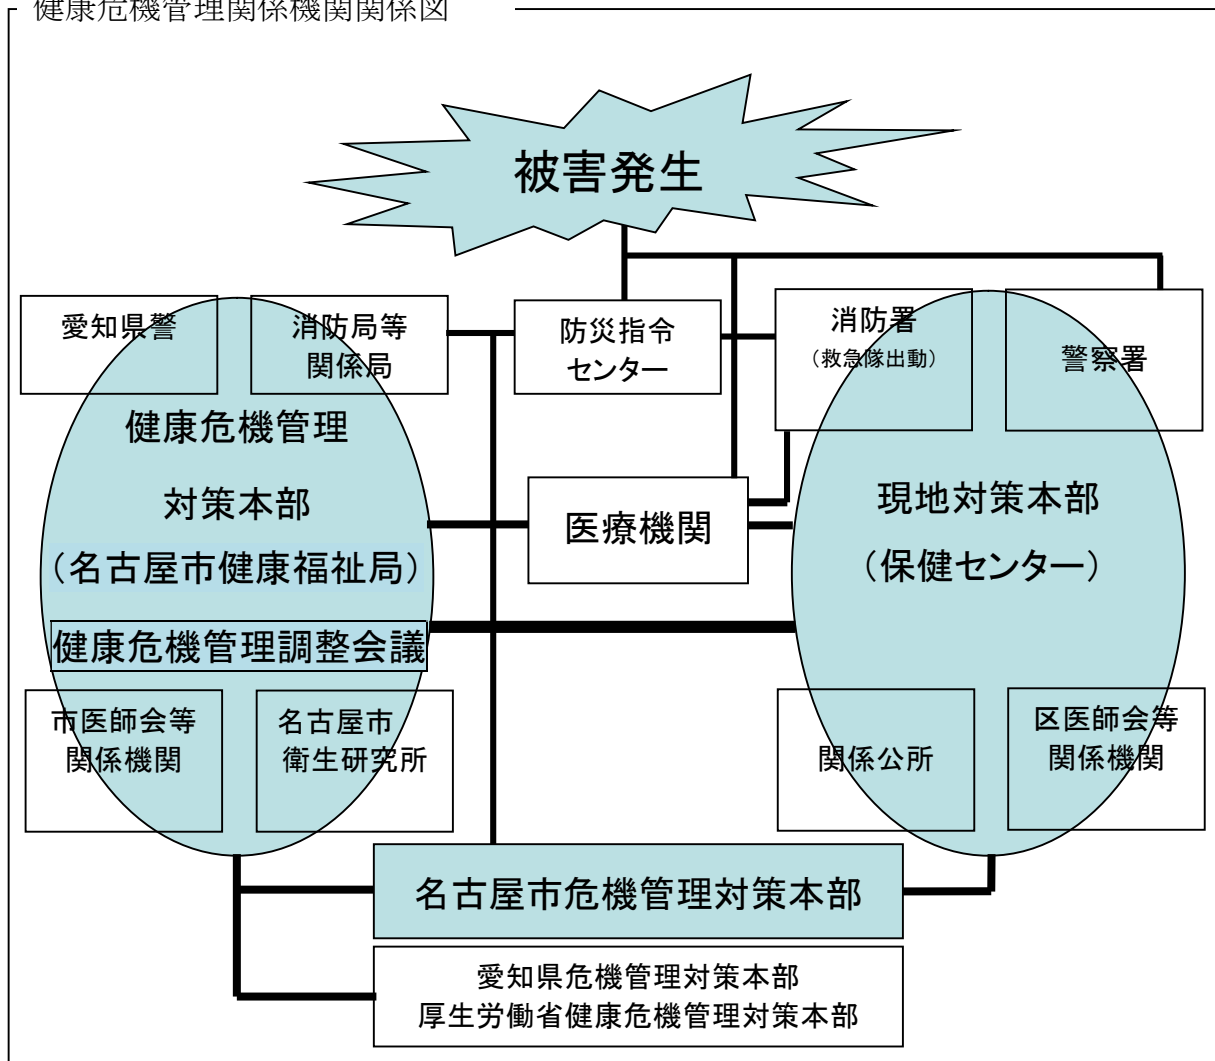 健康危機管理関係機関関係図
被害発生
愛知県警
消防局等
関係局
防災指令
センター
消防署
（救急隊出動）
警察署
健康危機管理
対策本部
（名古屋市健康福祉局）
健康危機管理調整会議
医療機関
現地対策本部
（保健センター）
市医師会等
関係機関
名古屋市
衛生研究所
関係公所
区医師会等
関係機関
名古屋市危機管理対策本部
愛知県危機管理対策本部
厚生労働省健康危機管理対策本部